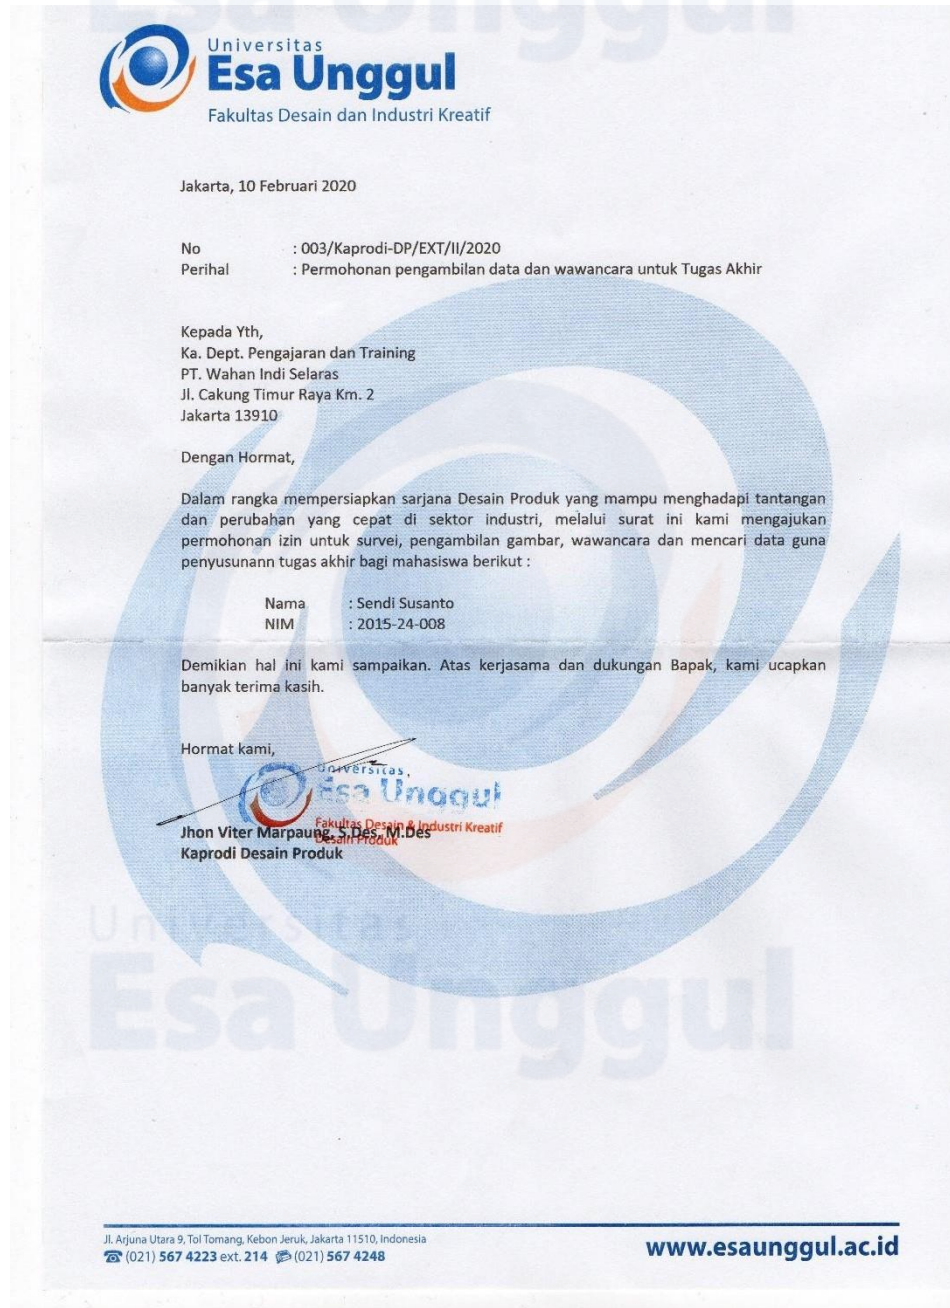 Esa Unggul
Universitas
Esa Unggul
Fakultas Desain dan Industri Kreatif
Jakarta, 10 Februari 2020
No : 003/Kaprodi-DP/EXT/II/2020
Perihal : Permohonan pengambilan data dan wawancara untuk Tugas Akhir
Kepada Yth,
Ka. Dept. Pengajaran dan Training
PT. Wahan Indi Selaras
Jl. Cakung Timur Raya Km. 2
Jakarta 13910
Dengan Hormat,
Dalam rangka mempersiapkan sarjana Desain Produk yang mampu menghadapi tantangan
dan perubahan yang cepat di sektor industri, melalui surat ini kami mengajukan
permohonan izin untuk survei, pengambilan gambar, wawancara dan mencari data guna
penyusunann tugas akhir bagi mahasiswa berikut :
Nama : Sendi Susanto
NIM : 2015-24-008
Demikian hal ini kami sampaikan. Atas kerjasama dan dukungan Bapak, kami ucapkan
banyak terima kasih.
Hormat kami,
Universitas
Esa Unggul
Fakultas Desain & Industri Kreatif
Desain Produk
Jhon Viter Marpaung, S.Des, M.Des
Kaprodi Desain Produk
Universitas
Esa Unggul
Jl. Arjuna Utara 9, Tol Tomang, Kebon Jeruk, Jakarta 11510, Indonesia
(021) 567 4223 ext. 214 (021) 567 4248
www.esaunggul.ac.id